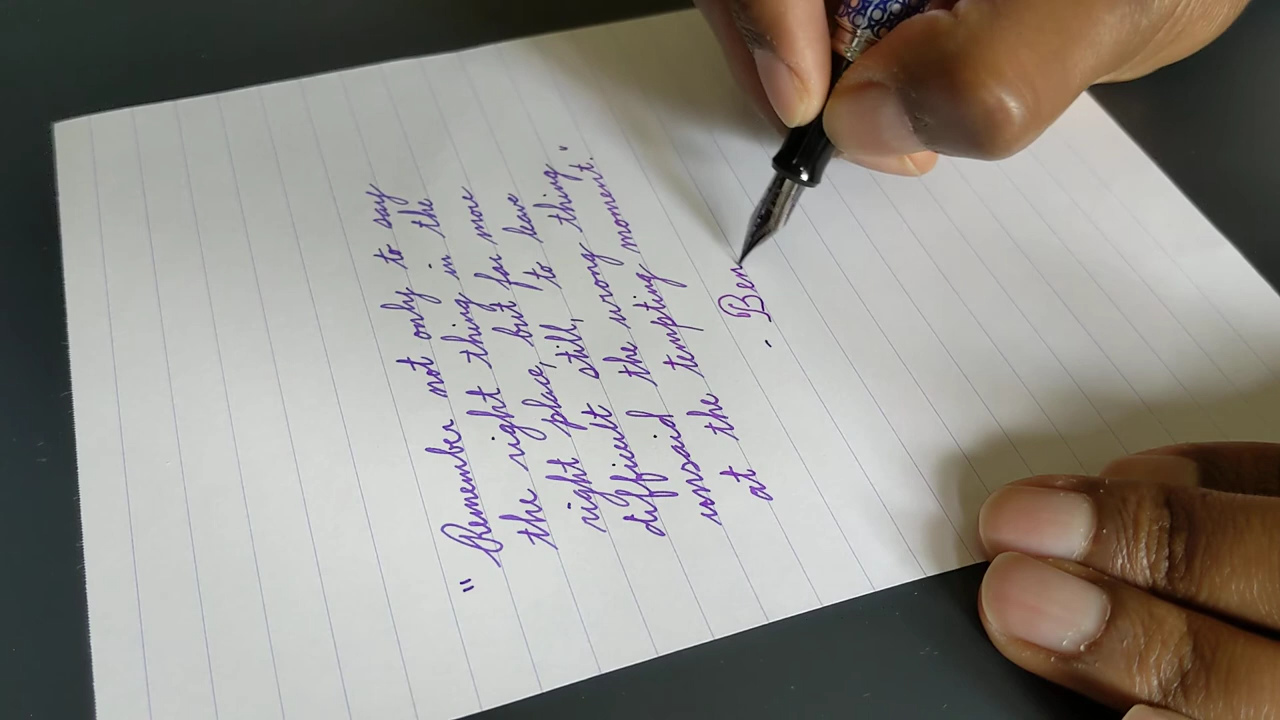 "Remember not only to say
the right thing in the
right place, but far more
difficult still, to leave
unsaid the wrong thing
at the tempting moment."
- Ben